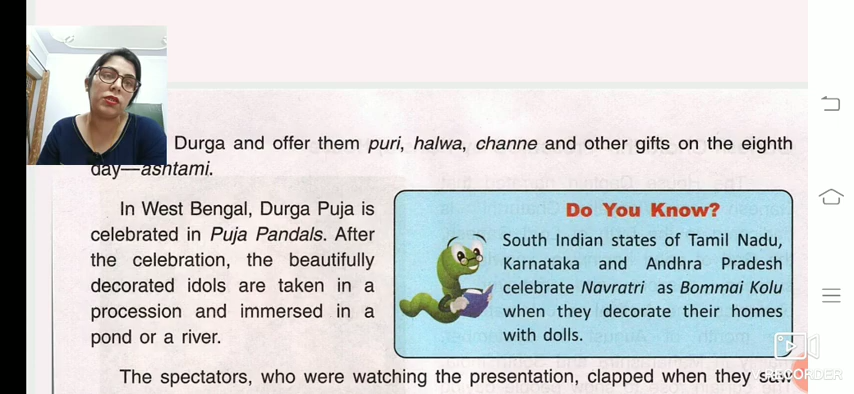 Durga and offer them puri, halwa, channe and other gifts on the eighth
day—ashtami.
In West Bengal, Durga Puja is
celebrated in Puja Pandals. After
the celebration, the beautifully
decorated idols are taken in a
procession and immersed in a
pond or a river.
Do You Know?
South Indian states of Tamil Nadu,
Karnataka and Andhra Pradesh
celebrate Navratri as Bommai Kolu
when they decorate their homes
with dolls.
The spectators, who were watching the presentation, clapped when they saw
RECORDER